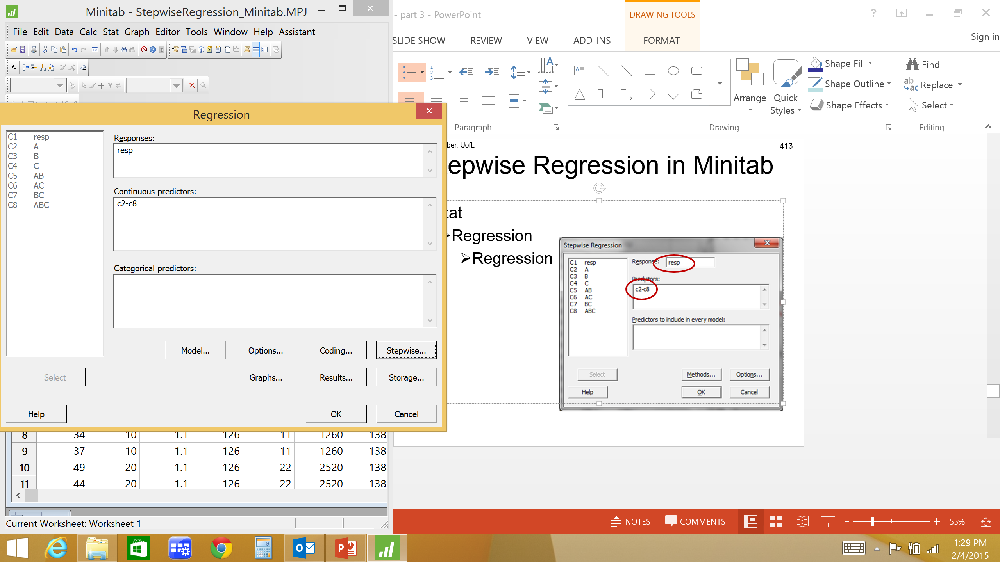 Minitab - StepwiseRegression_Minitab.MPJ
File Edit Data Calc Stat Graph Editor Tools Window Help Assistant
Regression
C1 resp
C2 A
C3 B
C4 C
C5 AB
C6 AC
C7 BC
C8 ABC
Responses:
resp
Continuous predictors:
c2-c8
Categorical predictors:
Model... Options... Coding... Stepwise...
Select Graphs... Results... Storage...
Help OK Cancel
8 34 10 1.1 126 11 1260 138.
9 37 10 1.1 126 11 1260 138.
10 49 20 1.1 126 22 2520 138.
11 44 20 1.1 126 22 2520 138.
Current Worksheet: Worksheet 1
- part 3 - PowerPoint
DRAWING TOOLS
Sign in
SLIDE SHOW REVIEW VIEW ADD-INS FORMAT
Arrange
Quick Styles
Shape Fill
Shape Outline
Shape Effects
Find
Replace
Select
Paragraph Drawing Editing
ber, UofL 413
tepwise Regression in Minitab
tat
Regression
Regression
Stepwise Regression
C1 resp
C2 A
C3 B
C4 C
C5 AB
C6 AC
C7 BC
C8 ABC
Response: resp
Predictors:
c2-c8
Predictors to include in every model:
Select Methods... Options...
Help OK Cancel
NOTES COMMENTS 55%
1:29 PM
2/4/2015